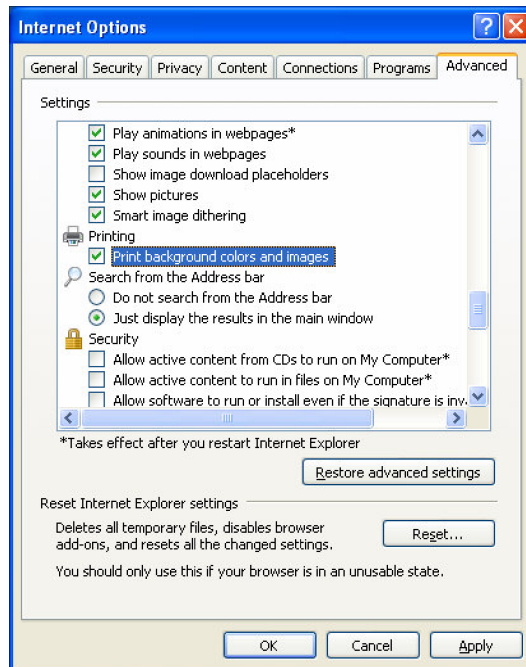 Internet Options
General Security Privacy Content Connections Programs Advanced
Settings
Play animations in webpages*
Play sounds in webpages
Show image download placeholders
Show pictures
Smart image dithering
Printing
Print background colors and images
Search from the Address bar
Do not search from the Address bar
Just display the results in the main window
Security
Allow active content from CDs to run on My Computer*
Allow active content to run in files on My Computer*
Allow software to run or install even if the signature is inv
*Takes effect after you restart Internet Explorer
Restore advanced settings
Reset Internet Explorer settings
Deletes all temporary files, disables browser
add-ons, and resets all the changed settings.
Reset...
You should only use this if your browser is in an unusable state.
OK Cancel Apply